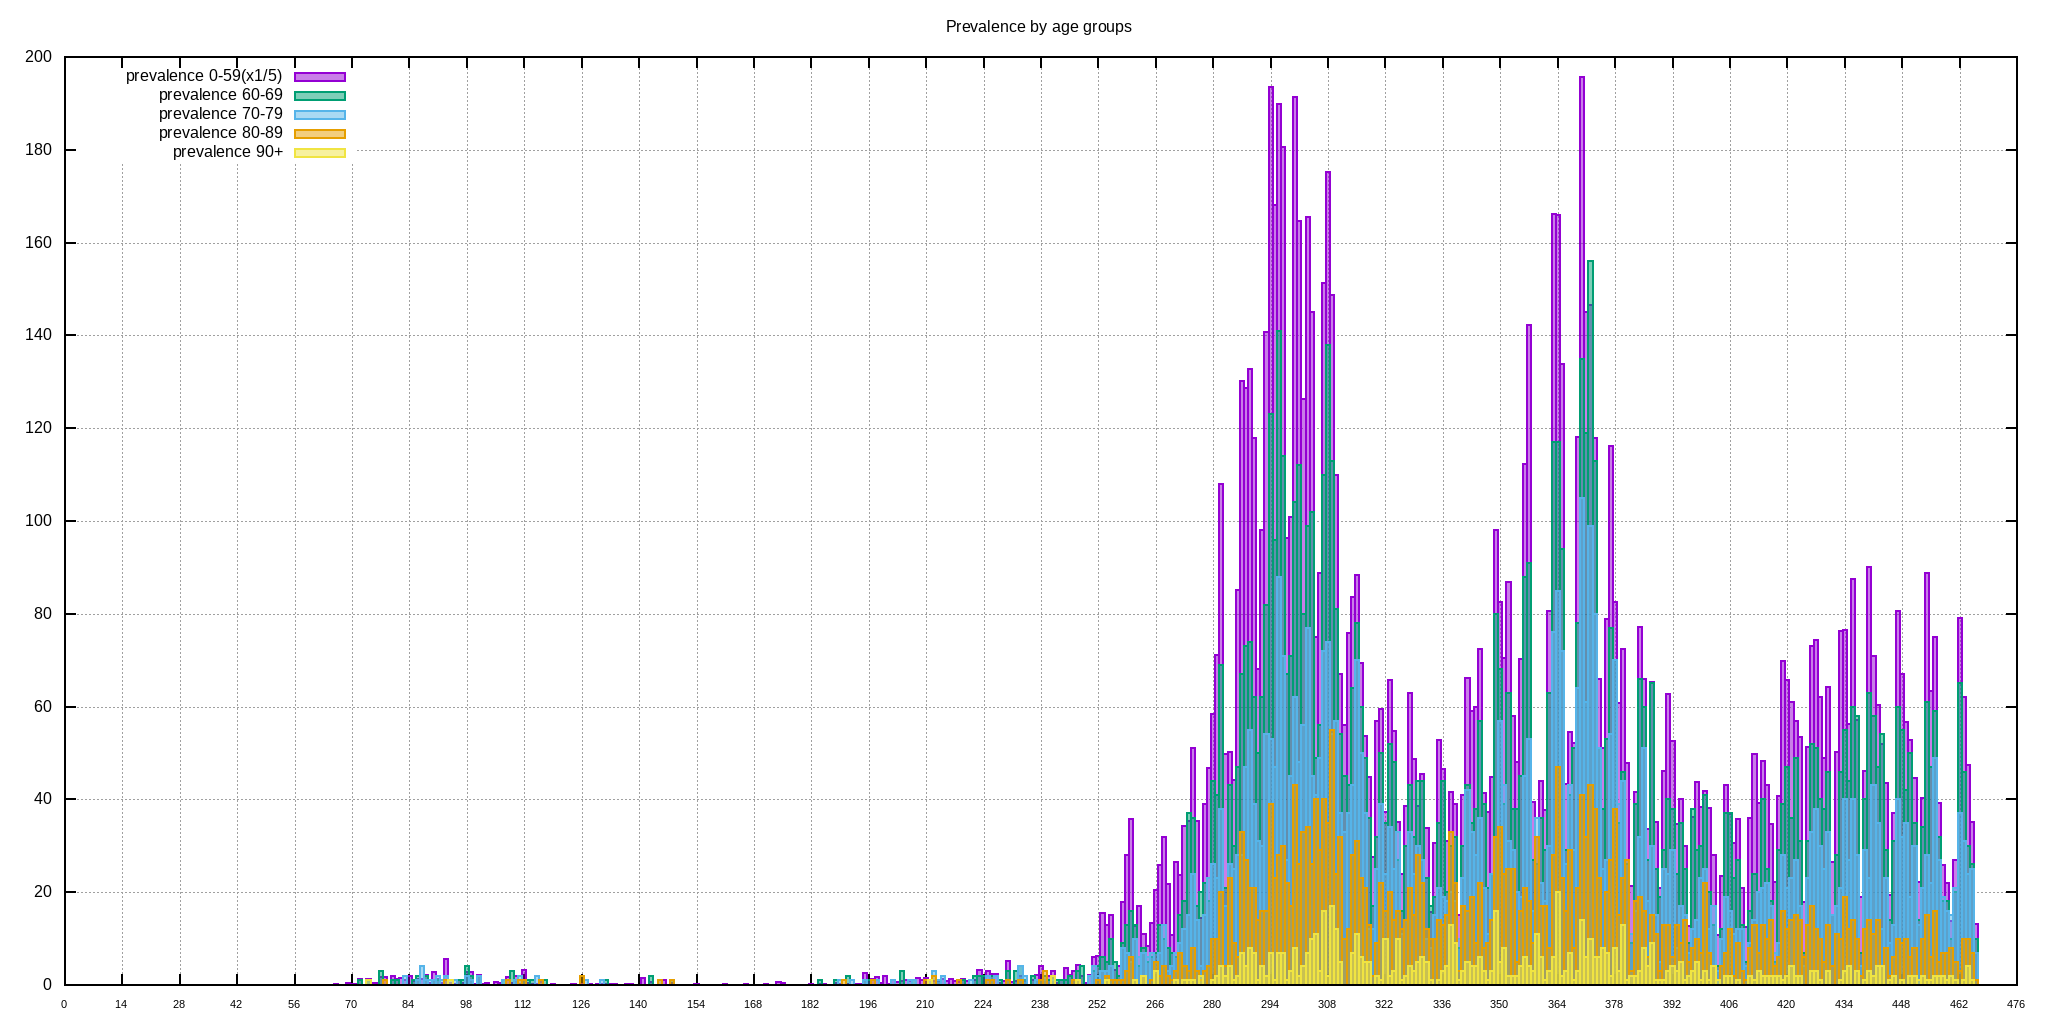 Prevalence by age groups
200
prevalence 0-59(x1/5)
prevalence 60-69
prevalence 70-79
prevalence 80-89
prevalence 90+
180
160
140
120
100
80
60
40
20
0
0 14 28 42 56 70 84 98 112 126 140 154 168 182 196 210 224 238 252 266 280 294 308 322 336 350 364 378 392 406 420 434 448 462 476